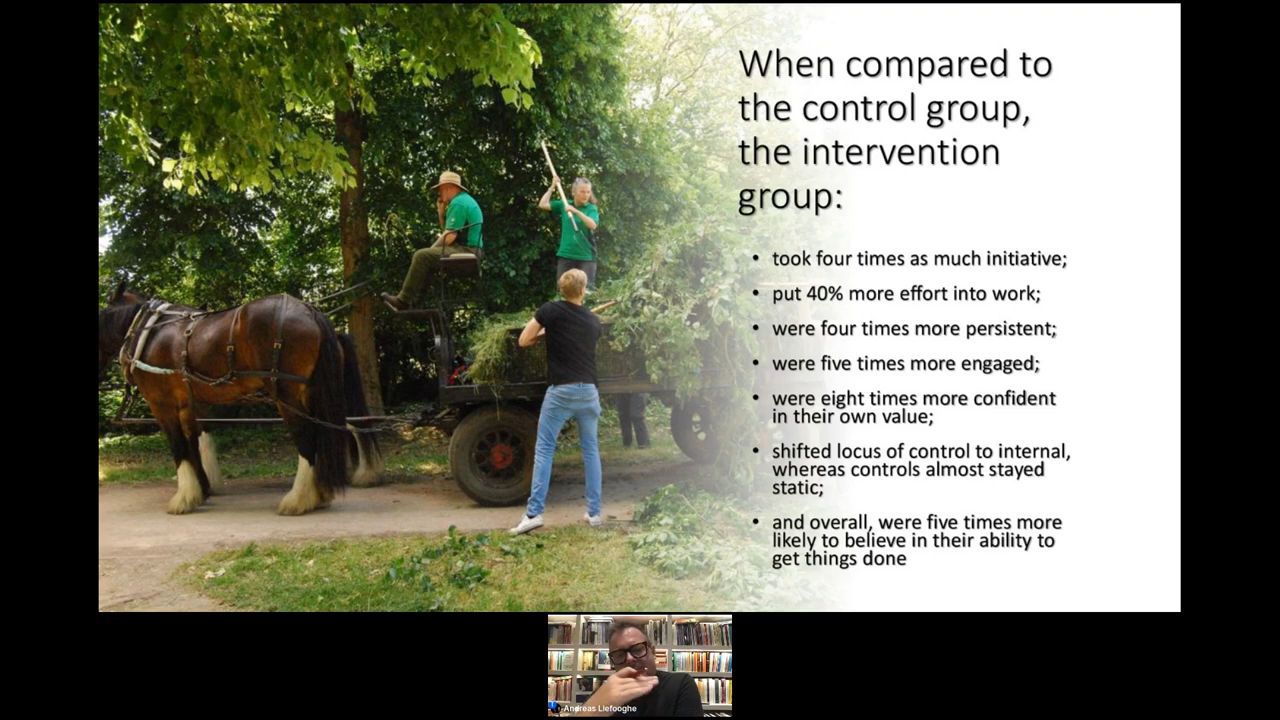 When compared to
the control group,
the intervention
group:
• took four times as much initiative;
• put 40% more effort into work;
• were four times more persistent;
• were five times more engaged;
• were eight times more confident
in their own value;
• shifted locus of control to internal,
whereas controls almost stayed
static;
• and overall, were five times more
likely to believe in their ability to
get things done
Andreas Liefooghe